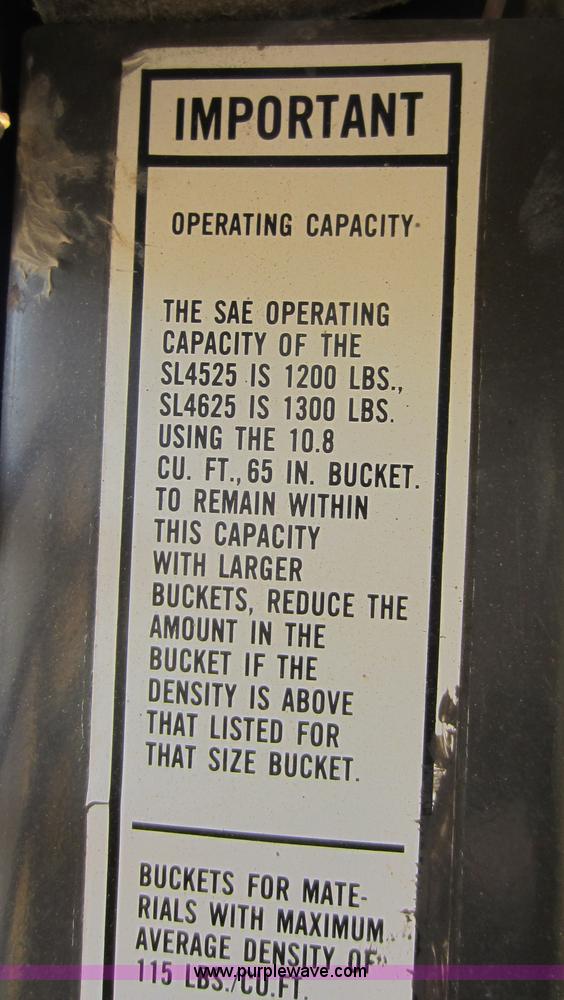 IMPORTANT
OPERATING CAPACITY
THE SAE OPERATING
CAPACITY OF THE
SL4525 IS 1200 LBS.,
SL4625 IS 1300 LBS.
USING THE 10.8
CU. FT., 65 IN. BUCKET.
TO REMAIN WITHIN
THIS CAPACITY
WITH LARGER
BUCKETS, REDUCE THE
AMOUNT IN THE
BUCKET IF THE
DENSITY IS ABOVE
THAT LISTED FOR
THAT SIZE BUCKET.
BUCKETS FOR MATE-
RIALS WITH MAXIMUM
AVERAGE DENSITY OF
115 LBS./CU.FT.
www.purplewave.com